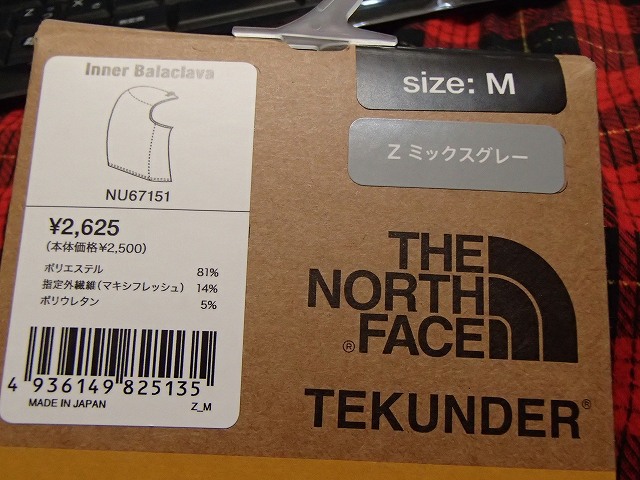 Inner Balaclava
NU67151
¥2,625
(本体価格¥2,500)
ポリエステル 81%
指定外繊維(マキシフレッシュ) 14%
ポリウレタン 5%
4 936149 825135
MADE IN JAPAN Z_M
size: M
Z ミックスグレー
THE
NORTH
FACE
®
TEKUNDER®